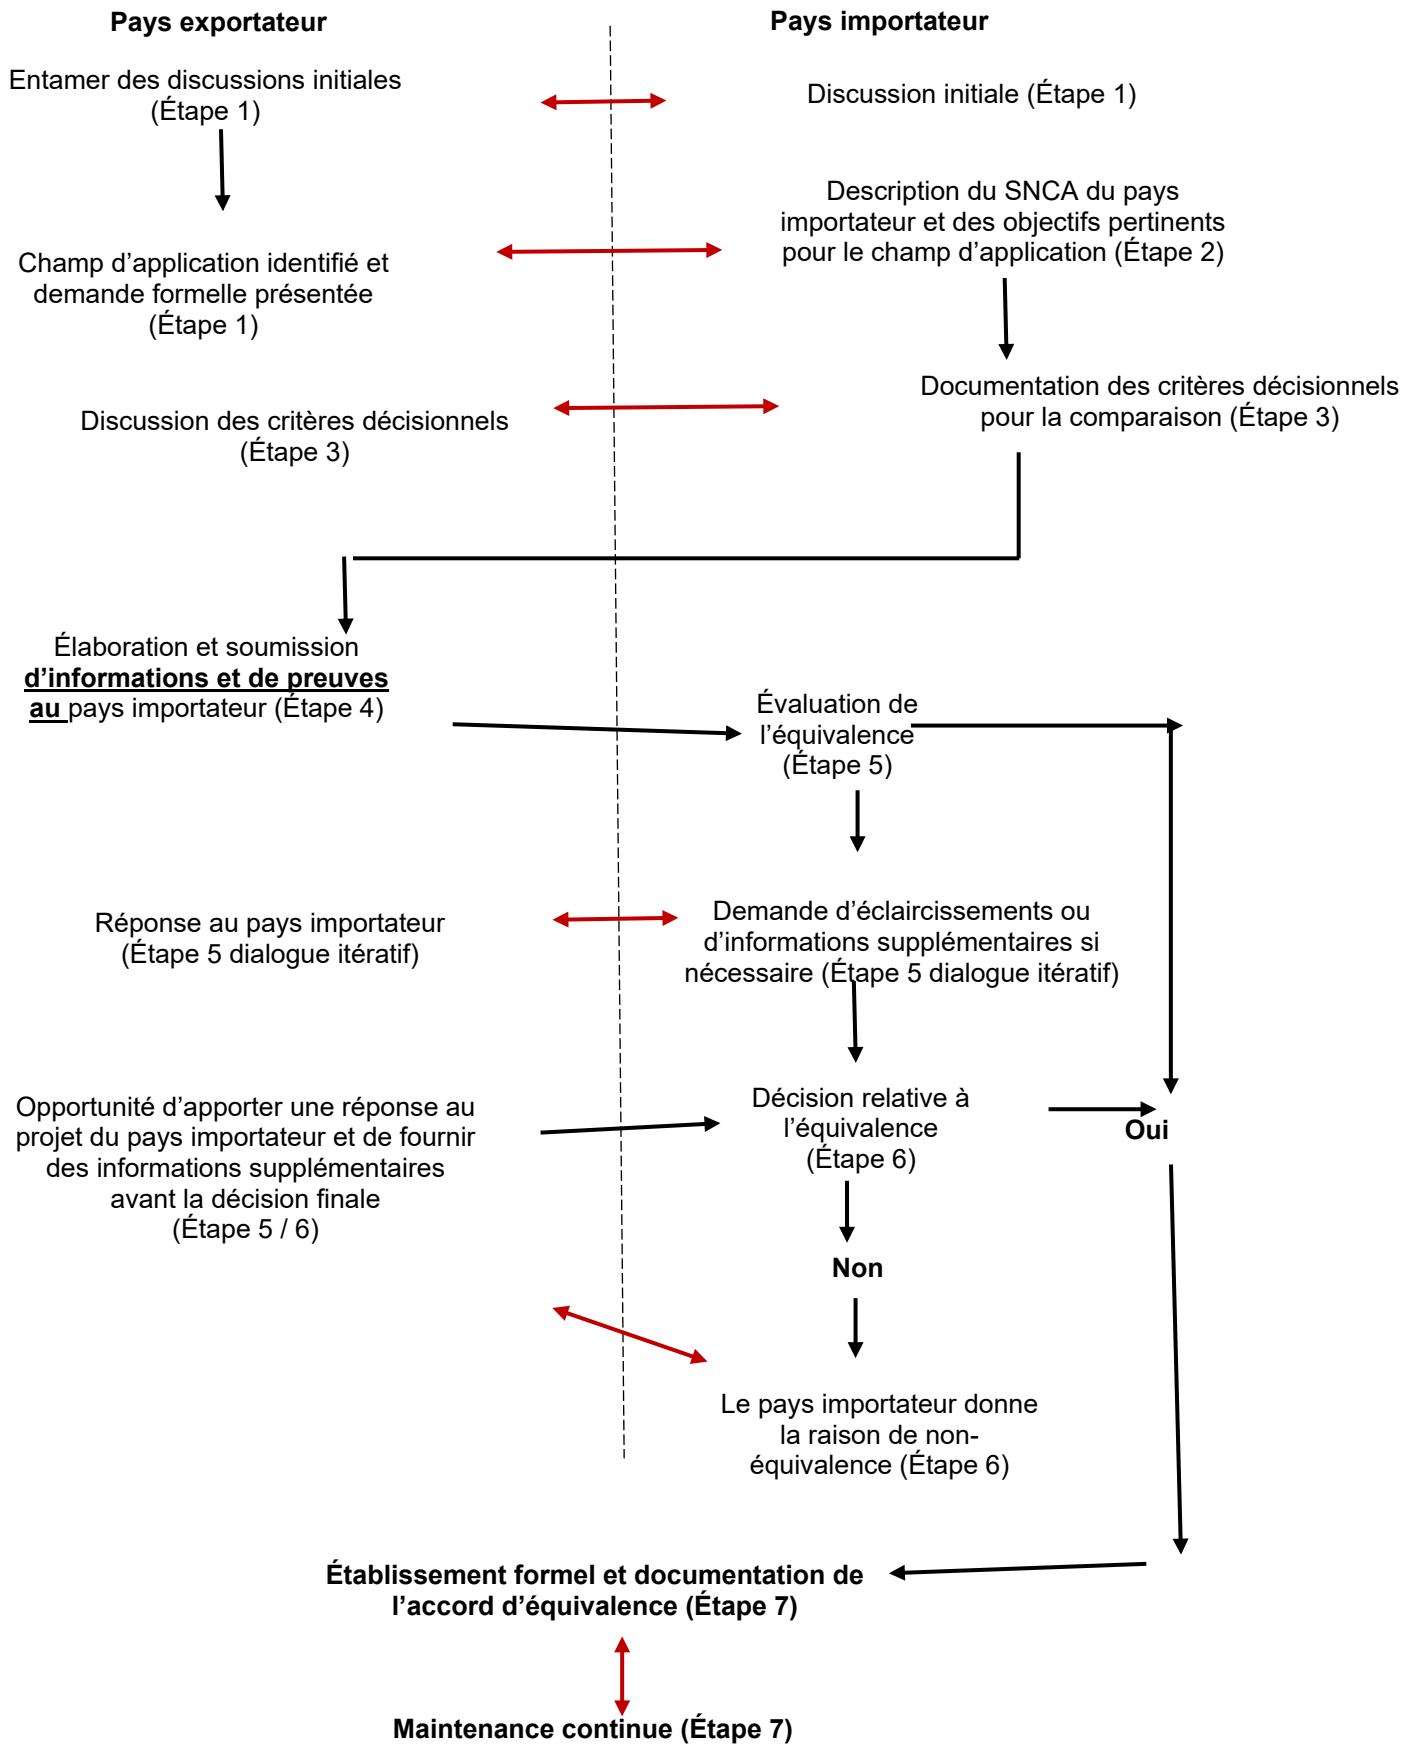 Pays exportateur
Pays importateur
Entamer des discussions initiales
(Étape 1)
Discussion initiale (Étape 1)
Description du SNCA du pays
importateur et des objectifs pertinents
pour le champ d’application (Étape 2)
Champ d’application identifié et
demande formelle présentée
(Étape 1)
Documentation des critères décisionnels
pour la comparaison (Étape 3)
Discussion des critères décisionnels
(Étape 3)
Élaboration et soumission
d’informations et de preuves
au pays importateur (Étape 4)
Évaluation de
l’équivalence
(Étape 5)
Réponse au pays importateur
(Étape 5 dialogue itératif)
Demande d’éclaircissements ou
d’informations supplémentaires si
nécessaire (Étape 5 dialogue itératif)
Opportunité d’apporter une réponse au
projet du pays importateur et de fournir
des informations supplémentaires
avant la décision finale
(Étape 5 / 6)
Décision relative à
l’équivalence
(Étape 6)
Oui
Non
Le pays importateur donne
la raison de non-
équivalence (Étape 6)
Établissement formel et documentation de
l’accord d’équivalence (Étape 7)
Maintenance continue (Étape 7)